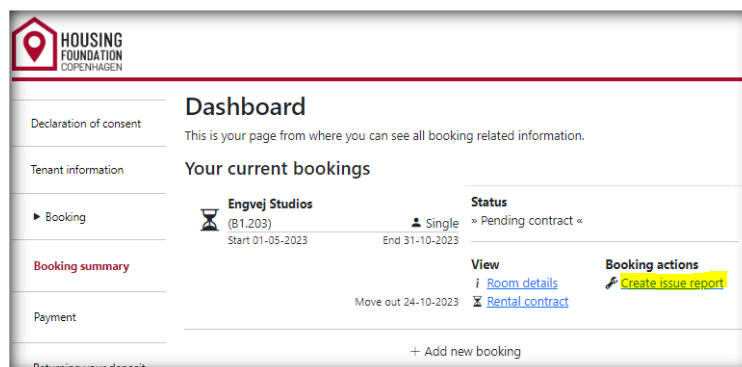 HOUSING
FOUNDATION
COPENHAGEN
Declaration of consent
Tenant information
▶ Booking
Booking summary
Payment
Returning your deposit
Dashboard
This is your page from where you can see all booking related information.
Your current bookings
Engvej Studios
(B1.203) Single
Start 01-05-2023 End 31-10-2023
Move out 24-10-2023
Status
» Pending contract «
View
i Room details
Rental contract
Booking actions
Create issue report
+ Add new booking